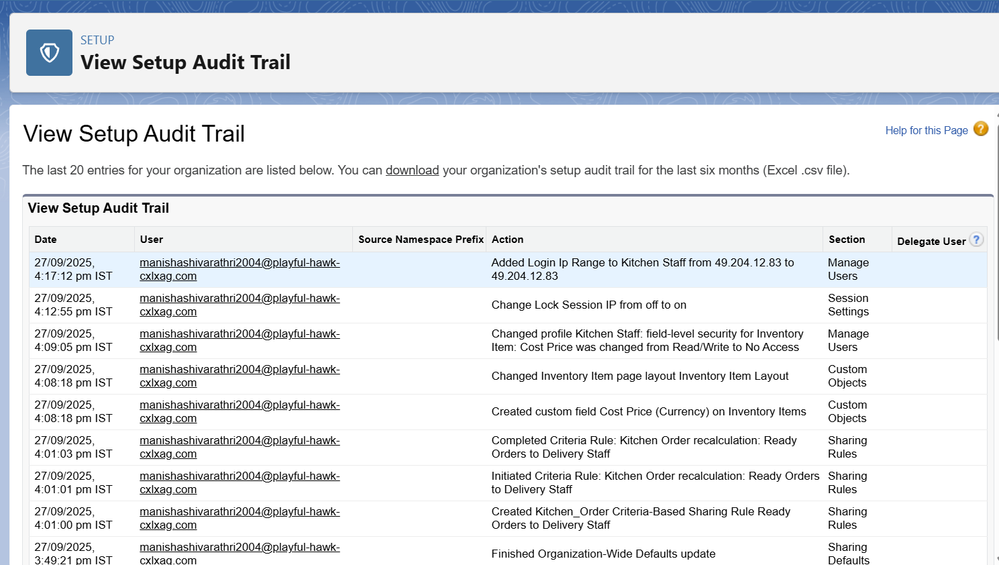 SETUP
View Setup Audit Trail
View Setup Audit Trail
Help for this Page ?
The last 20 entries for your organization are listed below. You can download your organization's setup audit trail for the last six months (Excel .csv file).
View Setup Audit Trail
Date User Source Namespace Prefix Action Section Delegate User ?
27/09/2025, manishashivarathri2004@playful-hawk- Added Login Ip Range to Kitchen Staff from 49.204.12.83 to Manage
4:17:12 pm IST cxlxag.com 49.204.12.83 Users
27/09/2025, manishashivarathri2004@playful-hawk- Change Lock Session IP from off to on Session
4:12:55 pm IST cxlxag.com Settings
27/09/2025, manishashivarathri2004@playful-hawk- Changed profile Kitchen Staff: field-level security for Inventory Manage
4:09:05 pm IST cxlxag.com Item: Cost Price was changed from Read/Write to No Access Users
27/09/2025, manishashivarathri2004@playful-hawk- Changed Inventory Item page layout Inventory Item Layout Custom
4:08:18 pm IST cxlxag.com Objects
27/09/2025, manishashivarathri2004@playful-hawk- Created custom field Cost Price (Currency) on Inventory Items Custom
4:08:18 pm IST cxlxag.com Objects
27/09/2025, manishashivarathri2004@playful-hawk- Completed Criteria Rule: Kitchen Order recalculation: Ready Sharing
4:01:03 pm IST cxlxag.com Orders to Delivery Staff Rules
27/09/2025, manishashivarathri2004@playful-hawk- Initiated Criteria Rule: Kitchen Order recalculation: Ready Orders Sharing
4:01:01 pm IST cxlxag.com to Delivery Staff Rules
27/09/2025, manishashivarathri2004@playful-hawk- Created Kitchen_Order Criteria-Based Sharing Rule Ready Sharing
4:01:00 pm IST cxlxag.com Orders to Delivery Staff Rules
27/09/2025, manishashivarathri2004@playful-hawk- Finished Organization-Wide Defaults update Sharing
3:49:21 pm IST cxlxag.com Defaults